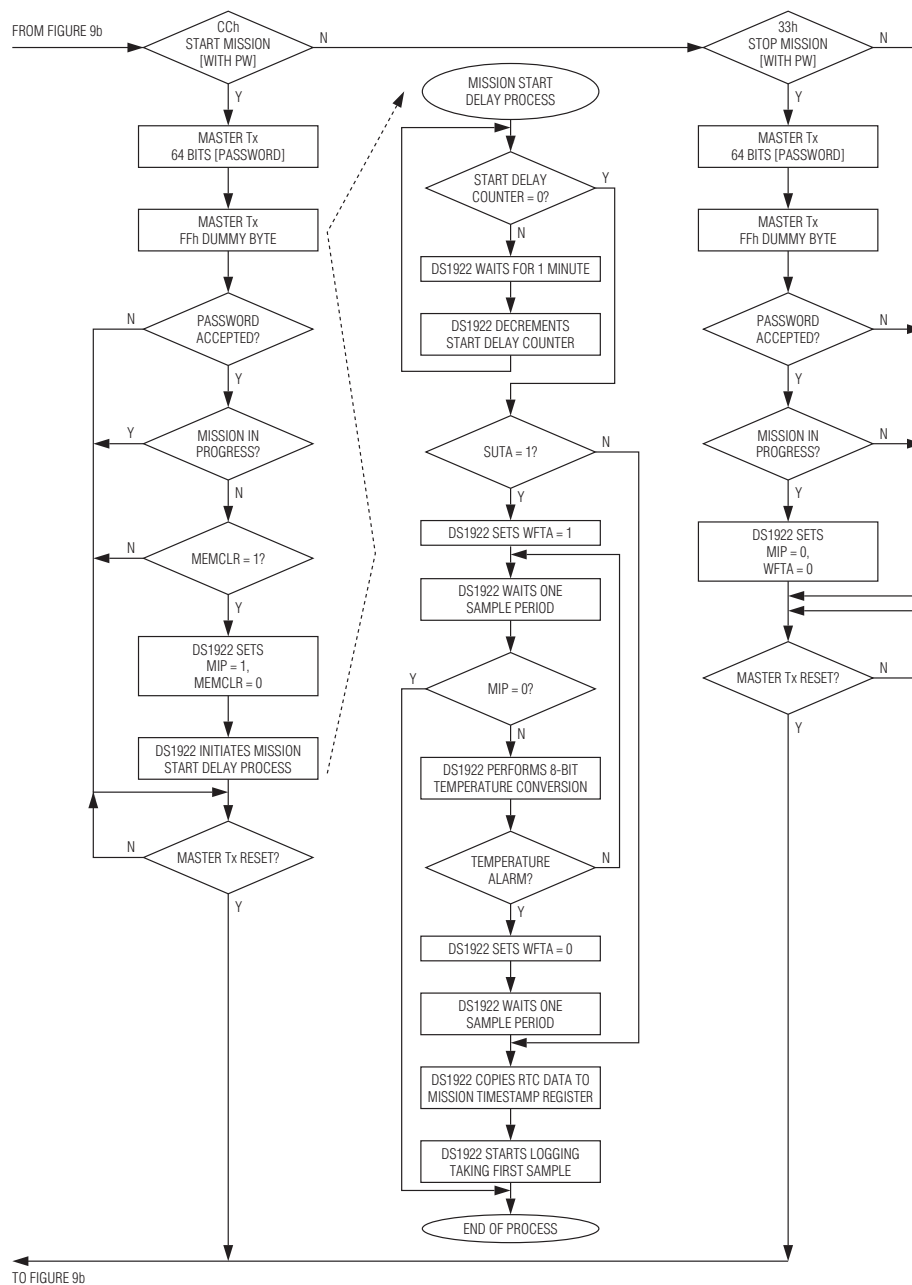 FROM FIGURE 9b
CCh
START MISSION
[WITH PW]
N
Y
MASTER Tx
64 BITS [PASSWORD]
MASTER Tx
FFh DUMMY BYTE
N
PASSWORD
ACCEPTED?
Y
Y
MISSION IN
PROGRESS?
N
N
MEMCLR = 1?
Y
DS1922 SETS
MIP = 1,
MEMCLR = 0
DS1922 INITIATES MISSION
START DELAY PROCESS
N
MASTER Tx RESET?
Y
MISSION START
DELAY PROCESS
START DELAY
COUNTER = 0?
Y
N
DS1922 WAITS FOR 1 MINUTE
DS1922 DECREMENTS
START DELAY COUNTER
SUTA = 1?
N
Y
DS1922 SETS WFTA = 1
DS1922 WAITS ONE
SAMPLE PERIOD
Y
MIP = 0?
N
DS1922 PERFORMS 8-BIT
TEMPERATURE CONVERSION
TEMPERATURE
ALARM?
N
Y
DS1922 SETS WFTA = 0
DS1922 WAITS ONE
SAMPLE PERIOD
DS1922 COPIES RTC DATA TO
MISSION TIMESTAMP REGISTER
DS1922 STARTS LOGGING
TAKING FIRST SAMPLE
END OF PROCESS
33h
STOP MISSION
[WITH PW]
N
Y
MASTER Tx
64 BITS [PASSWORD]
MASTER Tx
FFh DUMMY BYTE
PASSWORD
ACCEPTED?
N
Y
MISSION IN
PROGRESS?
N
Y
DS1922 SETS
MIP = 0,
WFTA = 0
MASTER Tx RESET?
N
Y
TO FIGURE 9b